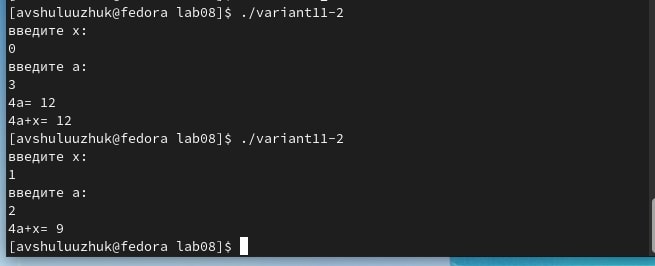 [avshuluuzhuk@fedora lab08]$ ./variant11-2
введите x:
0
введите a:
3
4a= 12
4a+x= 12
[avshuluuzhuk@fedora lab08]$ ./variant11-2
введите x:
1
введите a:
2
4a+x= 9
[avshuluuzhuk@fedora lab08]$